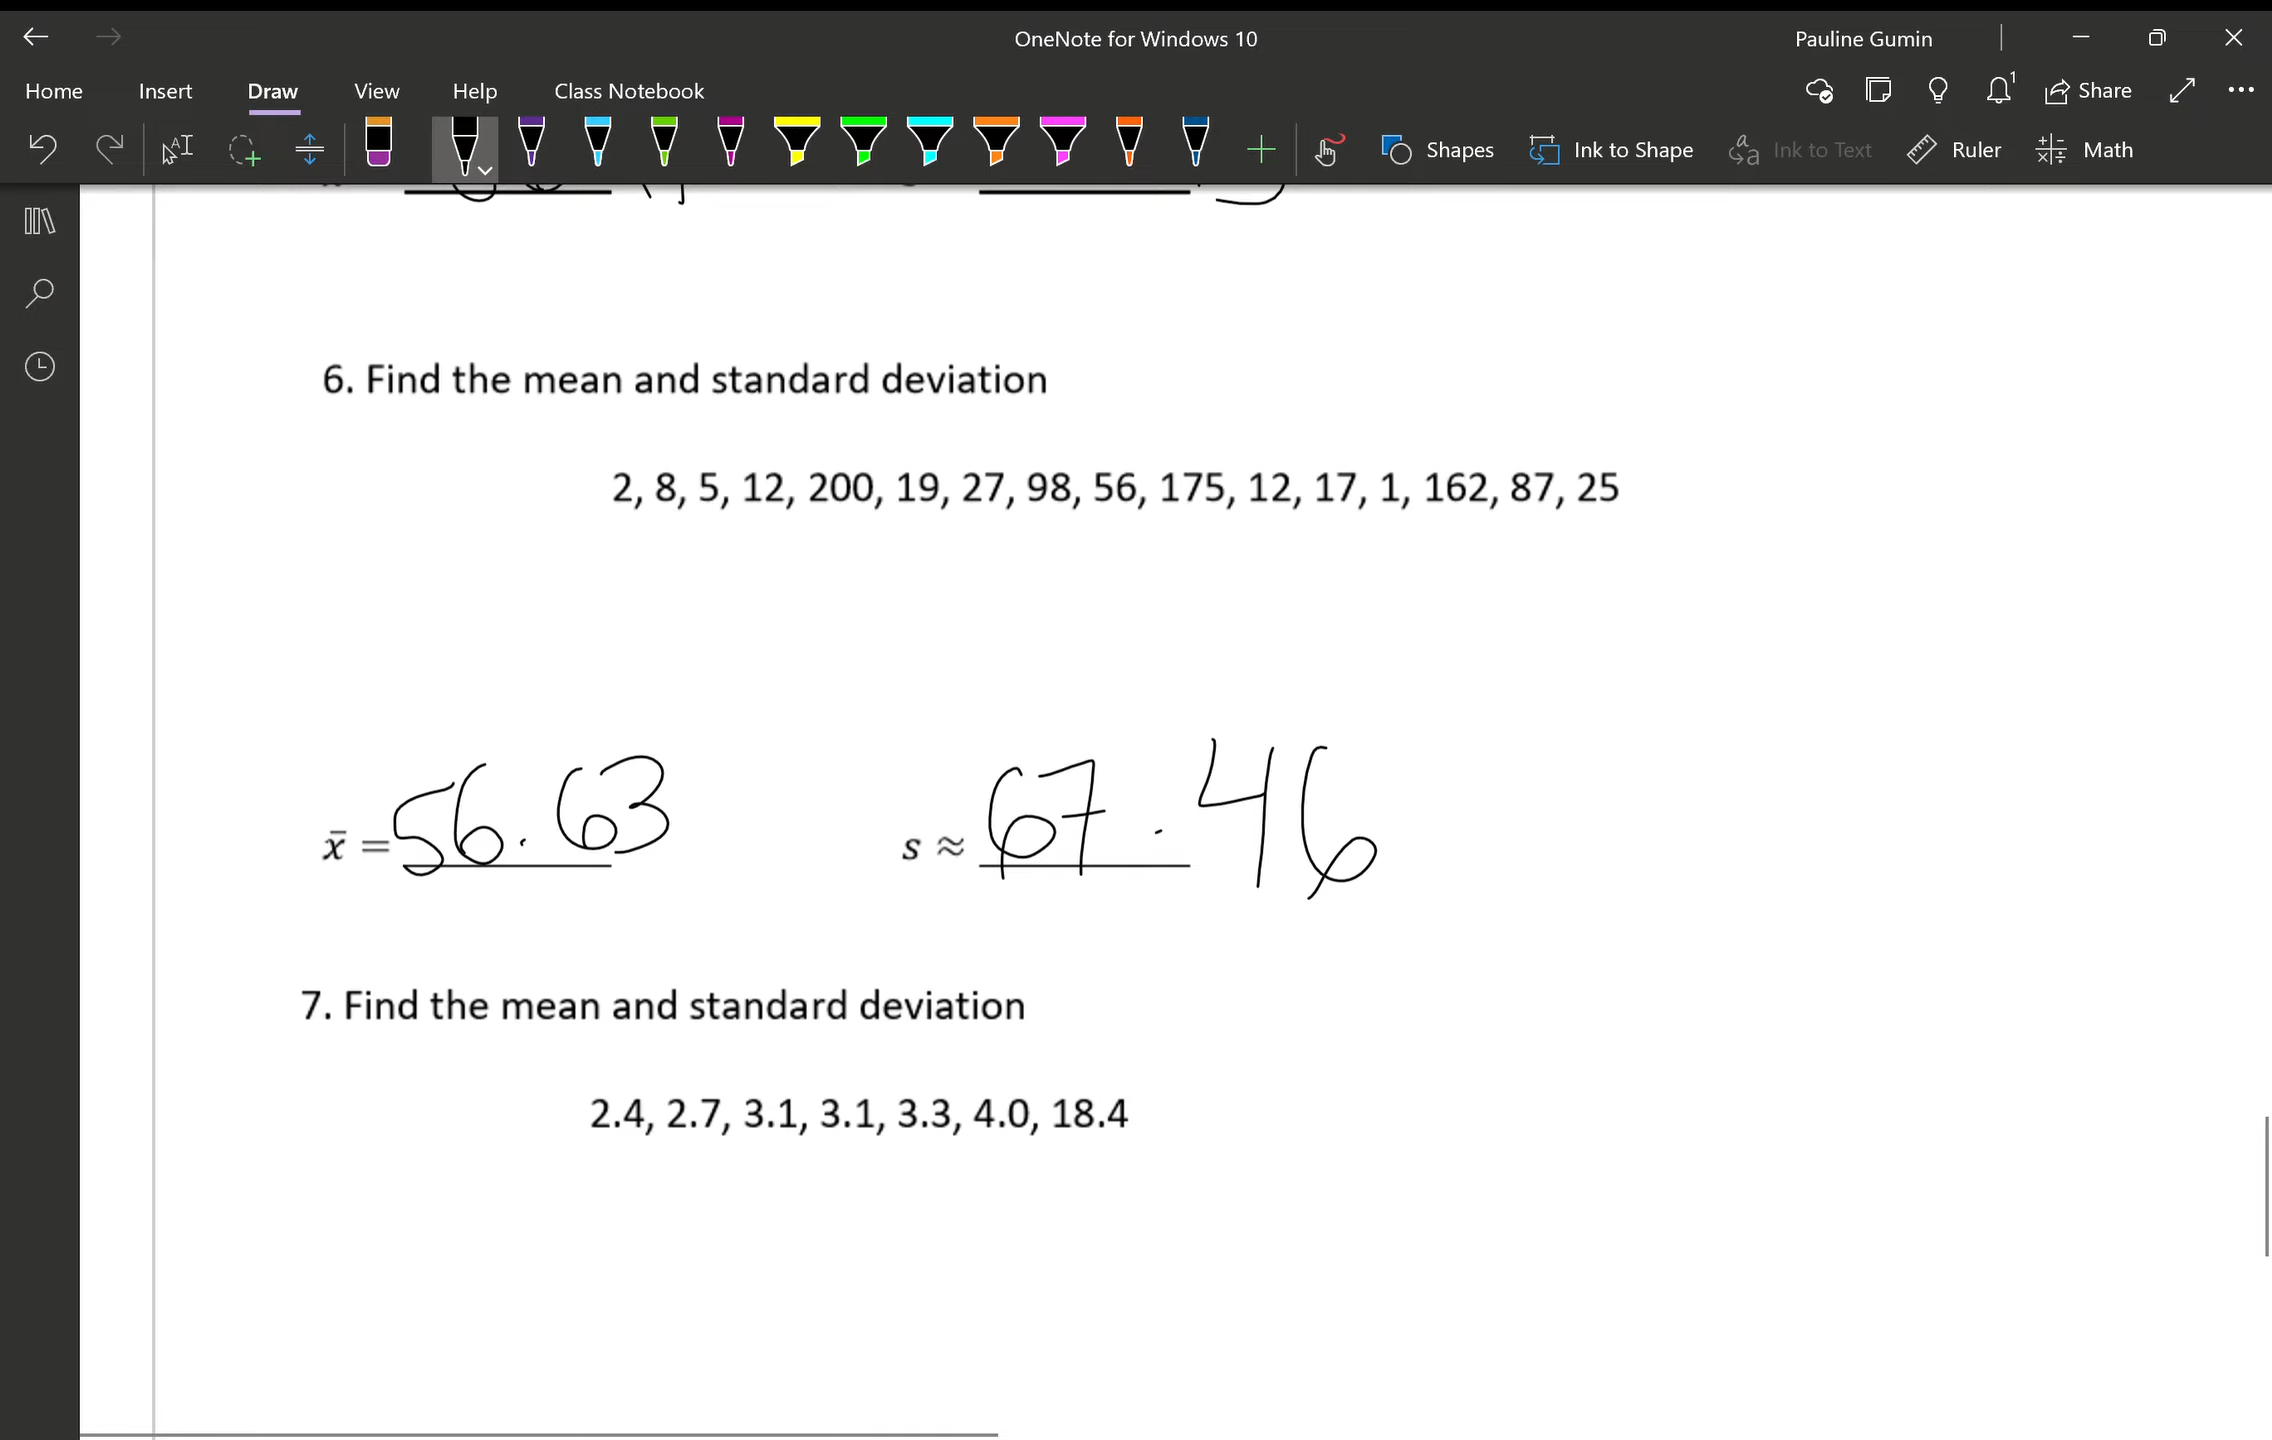 OneNote for Windows 10
Pauline Gumin
Home Insert Draw View Help Class Notebook
1 Share
Shapes Ink to Shape Ink to Text Ruler Math
6. Find the mean and standard deviation
2, 8, 5, 12, 200, 19, 27, 98, 56, 175, 12, 17, 1, 162, 87, 25
x̄ = 56.63 s ≈ 67.46
7. Find the mean and standard deviation
2.4, 2.7, 3.1, 3.1, 3.3, 4.0, 18.4